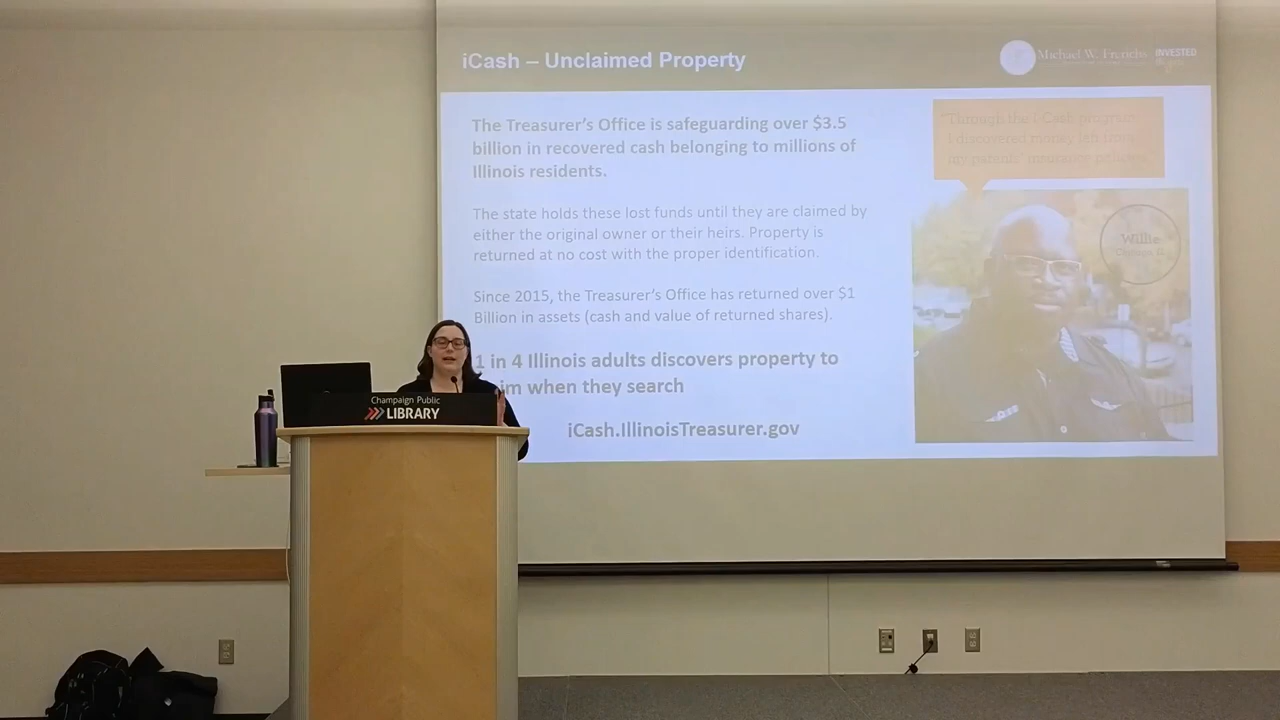 iCash – Unclaimed Property
Michael W. Frerichs
INVESTED
The Treasurer's Office is safeguarding over $3.5
billion in recovered cash belonging to millions of
Illinois residents.
The state holds these lost funds until they are claimed by
either the original owner or their heirs. Property is
returned at no cost with the proper identification.
Since 2015, the Treasurer's Office has returned over $1
Billion in assets (cash and value of returned shares).
1 in 4 Illinois adults discovers property to
im when they search
iCash.IllinoisTreasurer.gov
"Through the I-Cash program
I discovered money left from
my parents' insurance policies
Willie
Champaign Public
LIBRARY